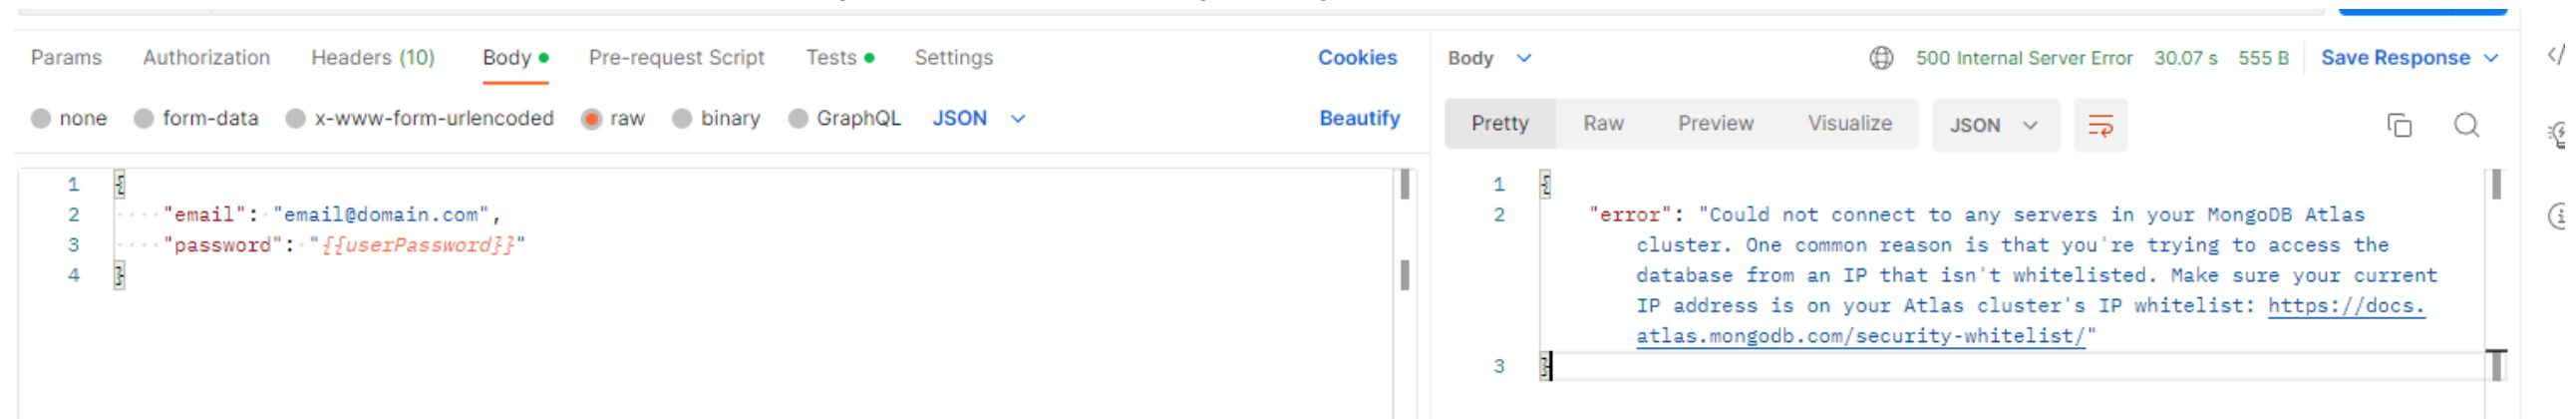 Params Authorization Headers (10) Body Pre-request Script Tests Settings Cookies
none form-data x-www-form-urlencoded raw binary GraphQL JSON Beautify
1 {
2 "email": "email@domain.com",
3 "password": "{{userPassword}}"
4 }
Body 500 Internal Server Error 30.07 s 555 B Save Response
Pretty Raw Preview Visualize JSON
1 {
2 "error": "Could not connect to any servers in your MongoDB Atlas
cluster. One common reason is that you're trying to access the
database from an IP that isn't whitelisted. Make sure your current
IP address is on your Atlas cluster's IP whitelist: https://docs.
atlas.mongodb.com/security-whitelist/"
3 }